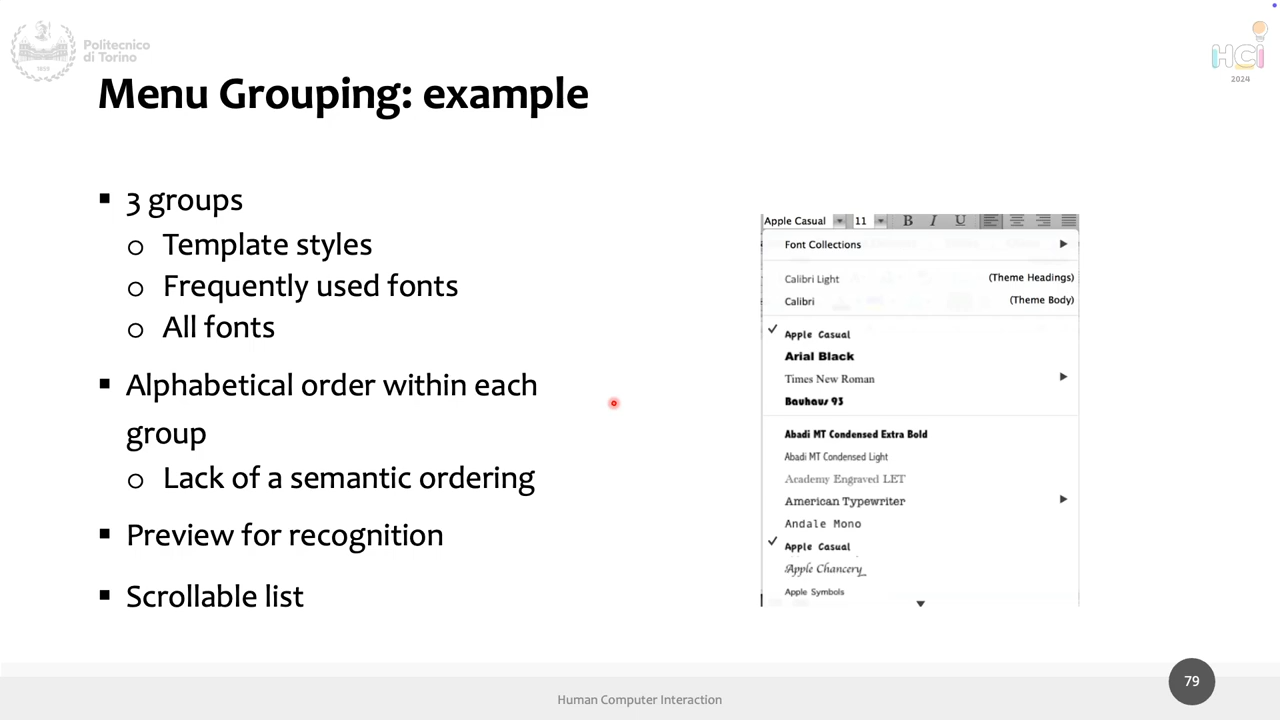 Politecnico
di Torino
1859
HCI
2024
Menu Grouping: example
▪ 3 groups
o Template styles
o Frequently used fonts
o All fonts
▪ Alphabetical order within each
group
o Lack of a semantic ordering
▪ Preview for recognition
▪ Scrollable list
Apple Casual 11 B I U
Font Collections
Calibri Light (Theme Headings)
Calibri (Theme Body)
Apple Casual
Arial Black
Times New Roman
Bauhaus 93
Abadi MT Condensed Extra Bold
Abadi MT Condensed Light
Academy Engraved LET
American Typewriter
Andale Mono
Apple Casual
Apple Chancery
Apple Symbols
Human Computer Interaction
79